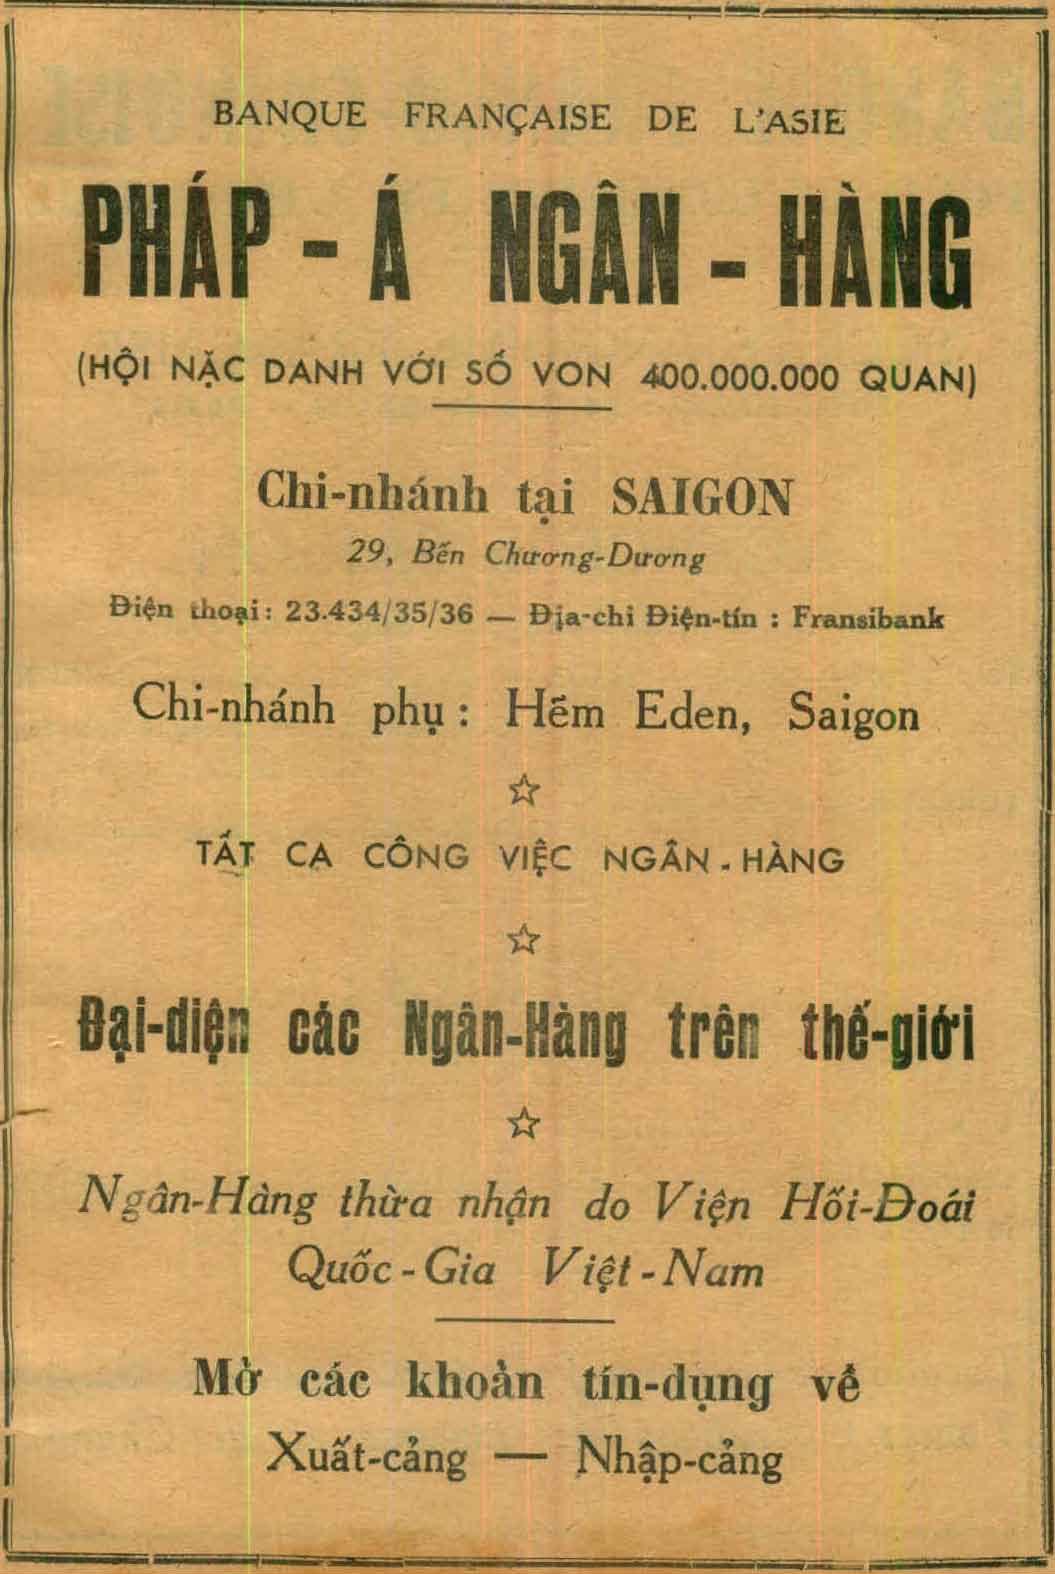 BANQUE FRANÇAISE DE L'ASIE
PHÁP - Á NGÂN - HÀNG
(HỘI NẶC DANH VỚI SỐ VON 400.000.000 QUAN)
Chi-nhánh tại SAIGON
29, Bến Chương-Dương
Điện thoại : 23.434/35/36 — Địa-chỉ Điện-tín : Fransibank
Chi-nhánh phụ : Hẻm Eden, Saigon
☆
TẤT CA CÔNG VIỆC NGÂN - HÀNG
☆
Đại-diện các Ngân-Hàng trên thế-giới
☆
Ngân-Hàng thừa nhận do Viện Hối-Đoái
Quốc - Gia Việt - Nam
Mở các khoản tín-dụng về
Xuất-cảng — Nhập-cảng